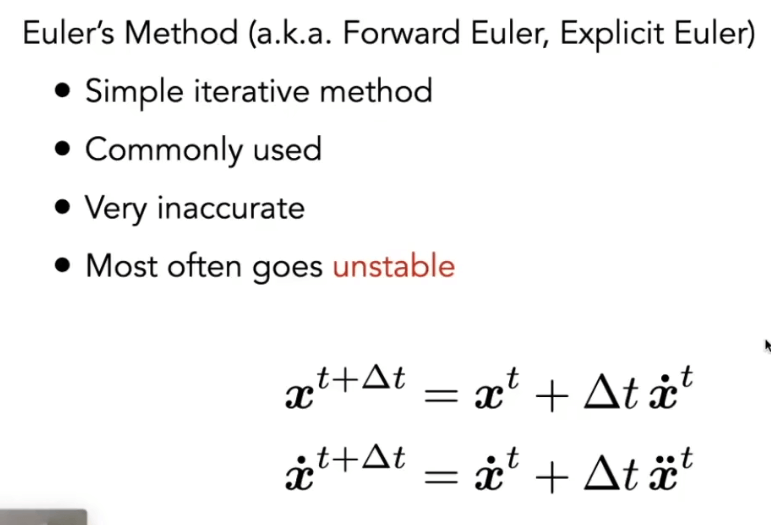 Euler's Method (a.k.a. Forward Euler, Explicit Euler)
• Simple iterative method
• Commonly used
• Very inaccurate
• Most often goes unstable
$\boldsymbol{x}^{t+\Delta t} = \boldsymbol{x}^{t} + \Delta t\, \dot{\boldsymbol{x}}^{t}$
$\dot{\boldsymbol{x}}^{t+\Delta t} = \dot{\boldsymbol{x}}^{t} + \Delta t\, \ddot{\boldsymbol{x}}^{t}$